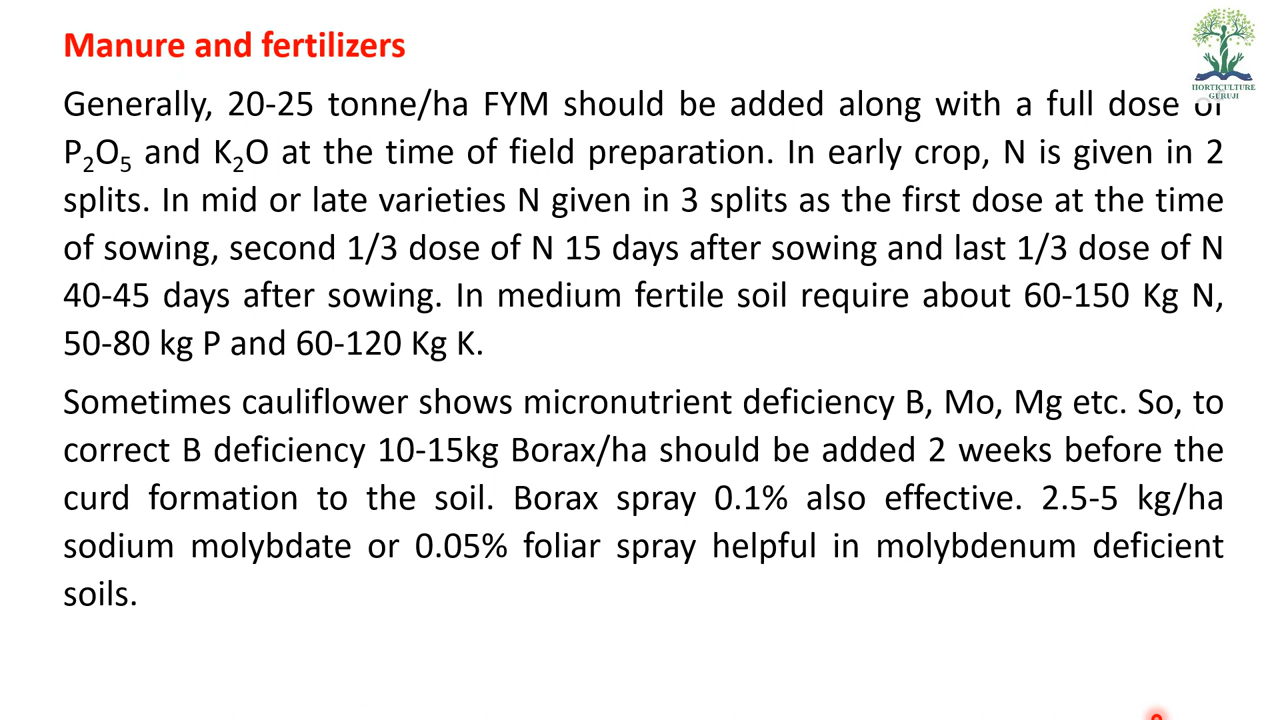 Manure and fertilizers
HORTICULTURE
GURUJI
Generally, 20-25 tonne/ha FYM should be added along with a full dose of
P₂O₅ and K₂O at the time of field preparation. In early crop, N is given in 2
splits. In mid or late varieties N given in 3 splits as the first dose at the time
of sowing, second 1/3 dose of N 15 days after sowing and last 1/3 dose of N
40-45 days after sowing. In medium fertile soil require about 60-150 Kg N,
50-80 kg P and 60-120 Kg K.
Sometimes cauliflower shows micronutrient deficiency B, Mo, Mg etc. So, to
correct B deficiency 10-15kg Borax/ha should be added 2 weeks before the
curd formation to the soil. Borax spray 0.1% also effective. 2.5-5 kg/ha
sodium molybdate or 0.05% foliar spray helpful in molybdenum deficient
soils.